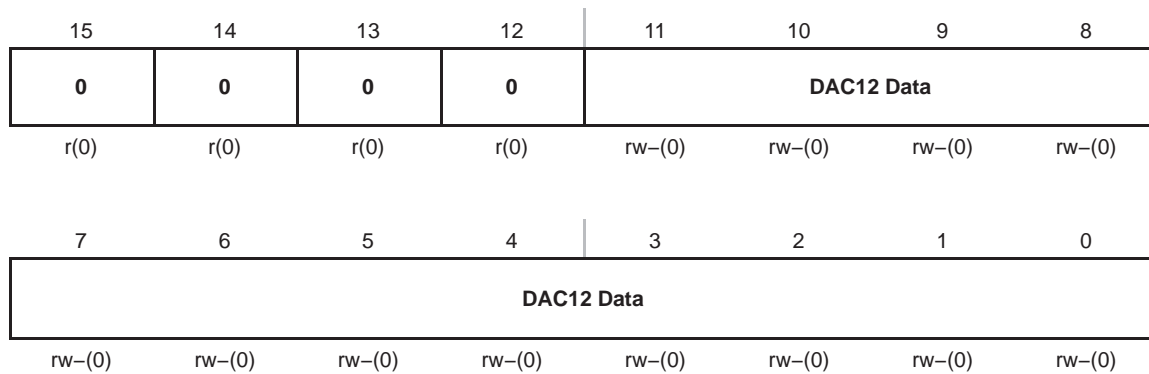 15 14 13 12 11 10 9 8
0 0 0 0 DAC12 Data
r(0) r(0) r(0) r(0) rw−(0) rw−(0) rw−(0) rw−(0)
7 6 5 4 3 2 1 0
DAC12 Data
rw−(0) rw−(0) rw−(0) rw−(0) rw−(0) rw−(0) rw−(0) rw−(0)